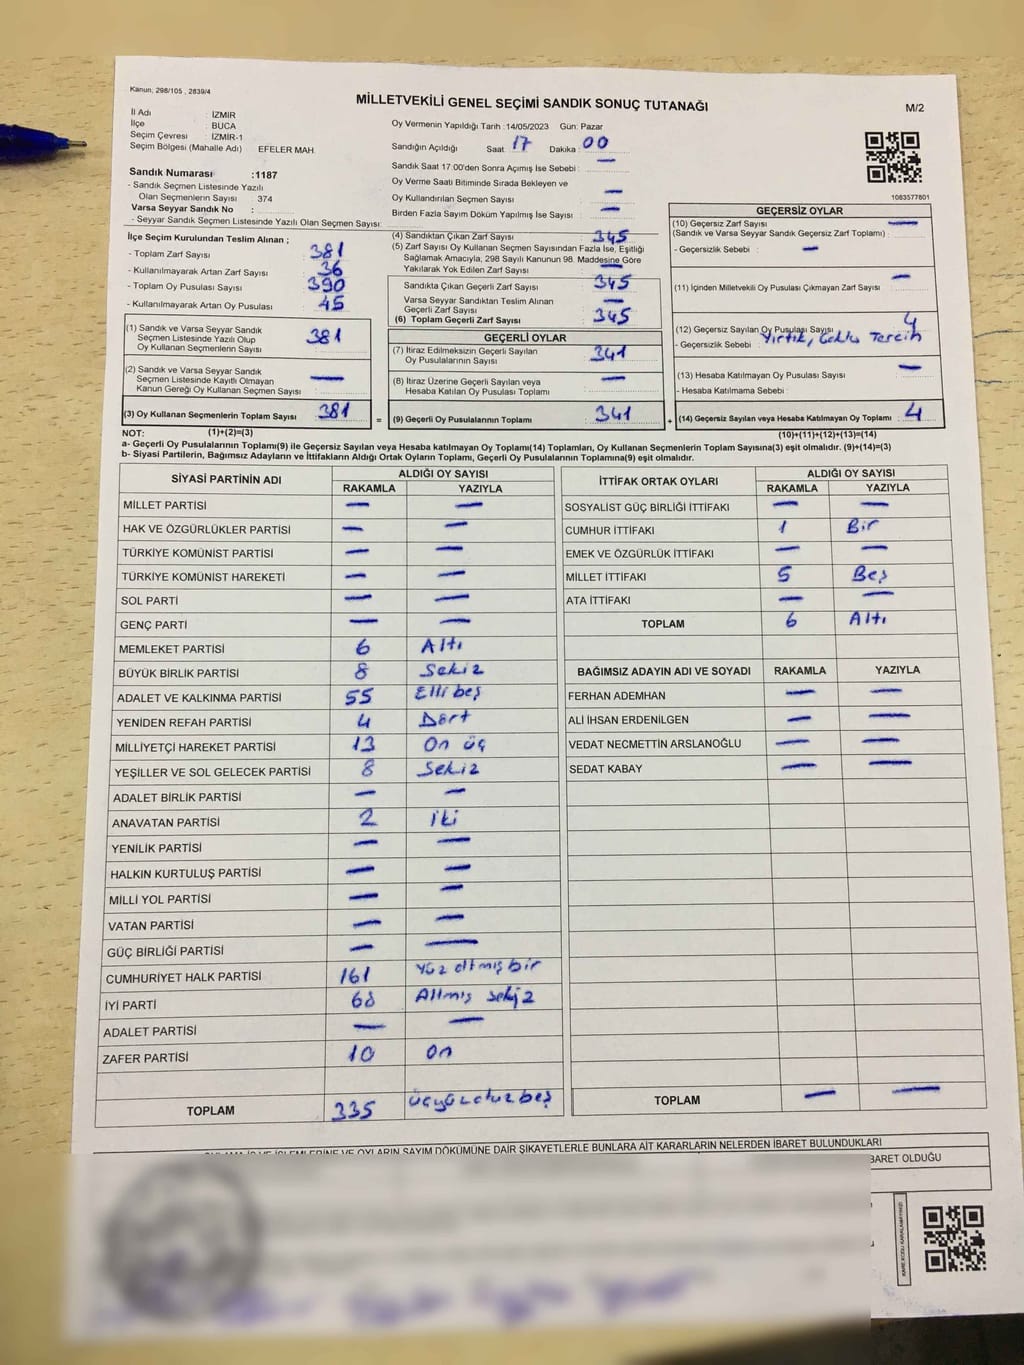 Kanun; 298/105 , 2839/4
MİLLETVEKİLİ GENEL SEÇİMİ SANDIK SONUÇ TUTANAĞI
M/2
İl Adı : İZMİR
İlçe : BUCA
Seçim Çevresi : İZMİR-1
Seçim Bölgesi (Mahalle Adı) EFELER MAH.
Oy Vermenin Yapıldığı Tarih :14/05/2023 Gün: Pazar
Sandığın Açıldığı Saat : 17 Dakika : 00
Sandık Saat 17:00'den Sonra Açımış İse Sebebi : —
Oy Verme Saati Bitiminde Sırada Bekleyen ve
Oy Kullandırılan Seçmen Sayısı : —
Birden Fazla Sayım Döküm Yapılmış İse Sayısı : —
Sandık Numarası :1187
- Sandık Seçmen Listesinde Yazılı
Olan Seçmenlerin Sayısı : 374
Varsa Seyyar Sandık No :
- Seyyar Sandık Seçmen Listesinde Yazılı Olan Seçmen Sayısı:
1083577801
İlçe Seçim Kurulundan Teslim Alınan ;
- Toplam Zarf Sayısı : 381
- Kullanılmayarak Artan Zarf Sayısı : 36
- Toplam Oy Pusulası Sayısı : 390
- Kullanılmayarak Artan Oy Pusulası : 45
(1) Sandık ve Varsa Seyyar Sandık
Seçmen Listesinde Yazılı Olup
Oy Kullanan Seçmenlerin Sayısı : 381
(2) Sandık ve Varsa Seyyar Sandık
Seçmen Listesinde Kayıtlı Olmayan
Kanun Gereği Oy Kullanan Seçmen Sayısı : —
(3) Oy Kullanan Seçmenlerin Toplam Sayısı : 381
(4) Sandıktan Çıkan Zarf Sayısı : 345
(5) Zarf Sayısı Oy Kullanan Seçmen Sayısından Fazla İse, Eşitliği
Sağlamak Amacıyla, 298 Sayılı Kanunun 98. Maddesine Göre
Yakılarak Yok Edilen Zarf Sayısı : —
Sandıkta Çıkan Geçerli Zarf Sayısı : 345
Varsa Seyyar Sandıktan Teslim Alınan
Geçerli Zarf Sayısı : —
(6) Toplam Geçerli Zarf Sayısı : 345
GEÇERLİ OYLAR
(7) İtiraz Edilmeksizin Geçerli Sayılan
Oy Pusulalarının Sayısı : 341
(8) İtiraz Üzerine Geçerli Sayılan veya
Hesaba Katılan Oy Pusulası Toplamı : —
= (9) Geçerli Oy Pusulalarının Toplamı : 341
GEÇERSİZ OYLAR
(10) Geçersiz Zarf Sayısı : —
(Sandık ve Varsa Seyyar Sandık Geçersiz Zarf Toplamı)
- Geçersizlik Sebebi : —
(11) İçinden Milletvekili Oy Pusulası Çıkmayan Zarf Sayısı : —
(12) Geçersiz Sayılan Oy Pusulası Sayısı : 4
- Geçersizlik Sebebi Yırtık, Çoklu Tercih
(13) Hesaba Katılmayan Oy Pusulası Sayısı : —
- Hesaba Katılmama Sebebi :
+ (14) Geçersiz Sayılan veya Hesaba Katılmayan Oy Toplamı : 4
NOT: (1)+(2)=(3)
(10)+(11)+(12)+(13)=(14)
a- Geçerli Oy Pusulalarının Toplamı(9) ile Geçersiz Sayılan veya Hesaba katılmayan Oy Toplamı(14) Toplamları, Oy Kullanan Seçmenlerin Toplam Sayısına(3) eşit olmalıdır. (9)+(14)=(3)
b- Siyasi Partilerin, Bağımsız Adayların ve İttifakların Aldığı Ortak Oyların Toplamı, Geçerli Oy Pusulalarının Toplamına(9) eşit olmalıdır.
SİYASİ PARTİNİN ADI ALDIĞI OY SAYISI
RAKAMLA YAZIYLA
MİLLET PARTİSİ — —
HAK VE ÖZGÜRLÜKLER PARTİSİ — —
TÜRKİYE KOMÜNİST PARTİSİ — —
TÜRKİYE KOMÜNİST HAREKETİ — —
SOL PARTİ — —
GENÇ PARTİ — —
MEMLEKET PARTİSİ 6 Altı
BÜYÜK BİRLİK PARTİSİ 8 Sekiz
ADALET VE KALKINMA PARTİSİ 55 Elli beş
YENİDEN REFAH PARTİSİ 4 Dört
MİLLİYETÇİ HAREKET PARTİSİ 13 On üç
YEŞİLLER VE SOL GELECEK PARTİSİ 8 Sekiz
ADALET BİRLİK PARTİSİ — —
ANAVATAN PARTİSİ 2 iki
YENİLİK PARTİSİ — —
HALKIN KURTULUŞ PARTİSİ — —
MİLLİ YOL PARTİSİ — —
VATAN PARTİSİ — —
GÜÇ BİRLİĞİ PARTİSİ — —
CUMHURİYET HALK PARTİSİ 161 Yüz altmış bir
İYİ PARTİ 68 Altmış sekiz
ADALET PARTİSİ — —
ZAFER PARTİSİ 10 On
TOPLAM 335 üçyüzotuzbeş
İTTİFAK ORTAK OYLARI ALDIĞI OY SAYISI
RAKAMLA YAZIYLA
SOSYALİST GÜÇ BİRLİĞİ İTTİFAKI — —
CUMHUR İTTİFAKI 1 Bir
EMEK VE ÖZGÜRLÜK İTTİFAKI — —
MİLLET İTTİFAKI 5 Beş
ATA İTTİFAKI — —
TOPLAM 6 Altı
BAĞIMSIZ ADAYIN ADI VE SOYADI RAKAMLA YAZIYLA
FERHAN ADEMHAN — —
ALİ İHSAN ERDENİLGEN — —
VEDAT NECMETTİN ARSLANOĞLU — —
SEDAT KABAY — —
TOPLAM — —
OYLARIN SAYIM DÖKÜMÜNE DAİR ŞİKAYETLERLE BUNLARA AİT KARARLARIN NELERDEN İBARET BULUNDUKLARI
İBARET OLDUĞU
KARE KODU KARALAMAYINIZ!